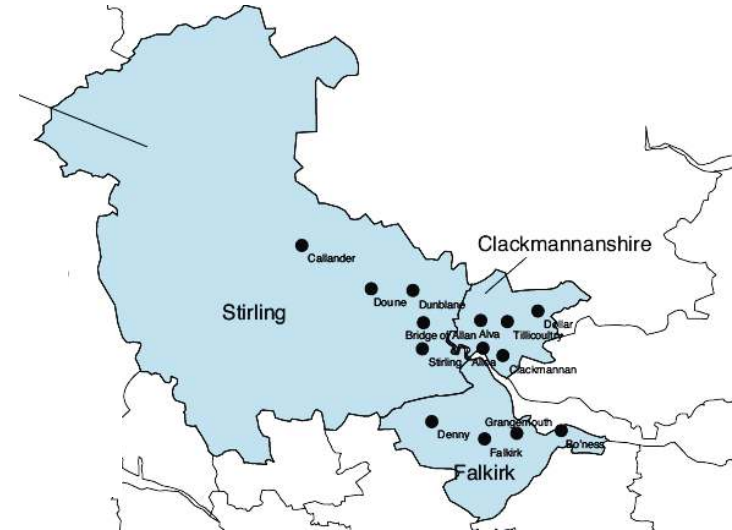 Clackmannanshire
Callander
Doune
Dunblane
Stirling
Bridge of Allan
Alva
Tillicoultry
Dollar
Stirling
Alloa
Clackmannan
Grangemouth
Denny
Falkirk
Bo'ness
Falkirk